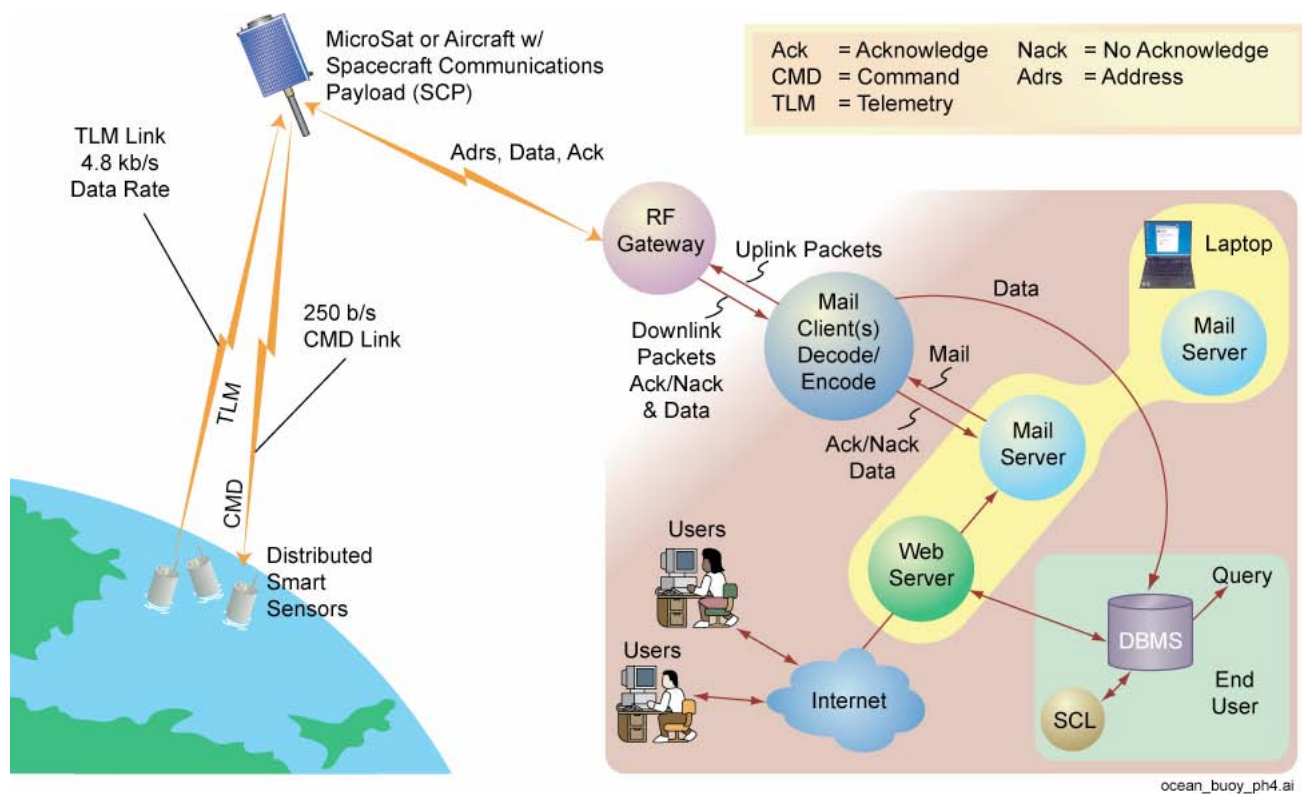 MicroSat or Aircraft w/
Spacecraft Communications
Payload (SCP)
Ack = Acknowledge Nack = No Acknowledge
CMD = Command Adrs = Address
TLM = Telemetry
TLM Link
4.8 kb/s
Data Rate
Adrs, Data, Ack
RF
Gateway
Uplink Packets
Laptop
Mail
Server
250 b/s
CMD Link
Downlink
Packets
Ack/Nack
& Data
Mail
Client(s)
Decode/
Encode
Data
Mail
Mail
Server
Ack/Nack
Data
TLM
CMD
Distributed
Smart
Sensors
Users
Web
Server
Query
DBMS
Users
Internet
SCL
End
User
ocean_buoy_ph4.ai